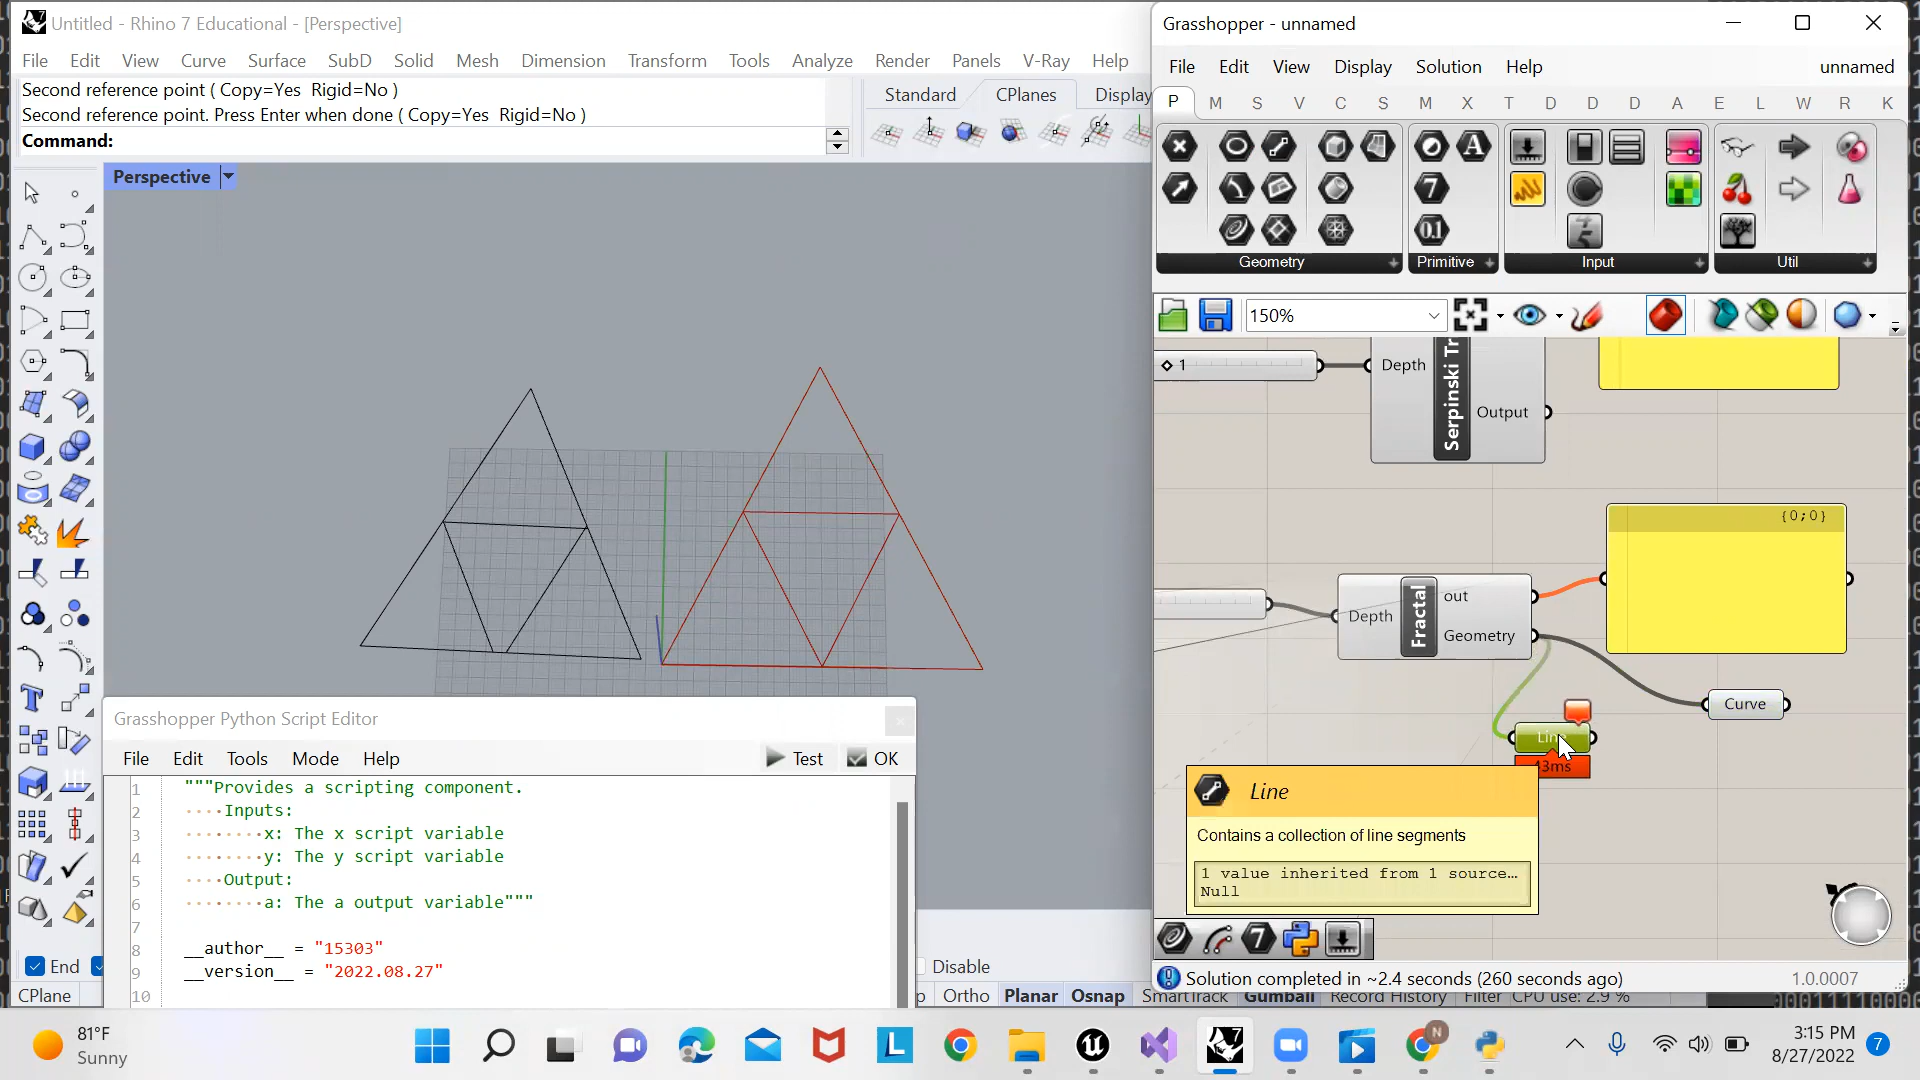 Untitled - Rhino 7 Educational - [Perspective]
File Edit View Curve Surface SubD Solid Mesh Dimension Transform Tools Analyze Render Panels V-Ray Help
Second reference point ( Copy=Yes Rigid=No )
Second reference point. Press Enter when done ( Copy=Yes Rigid=No )
Command:
Standard CPlanes Display
Perspective
Grasshopper Python Script Editor
File Edit Tools Mode Help
Test OK
1 """Provides a scripting component.
2 Inputs:
3 x: The x script variable
4 y: The y script variable
5 Output:
6 a: The a output variable"""
7
8 __author__ = "15303"
9 __version__ = "2022.08.27"
10
End
Disable
CPlane
Ortho Planar Osnap SmartTrack Gumball Record History Filter CPU use: 2.9 %
Grasshopper - unnamed
File Edit View Display Solution Help unnamed
P M S V C S M X T D D D A E L W R K
Geometry Primitive Input Util
150%
1
Depth
Serpinski Tr
Output
{0;0}
Depth
Fractal
out
Geometry
Curve
Line
43ms
Line
Contains a collection of line segments
1 value inherited from 1 source…
Null
Solution completed in ~2.4 seconds (260 seconds ago)
1.0.0007
81°F
Sunny
3:15 PM
8/27/2022
7